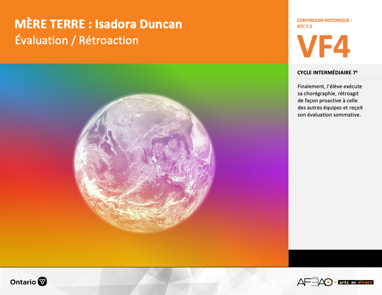 MÈRE TERRE : Isadora Duncan
Évaluation / Rétroaction
CONTINUUM HISTORIQUE :
ATC 7.2
VF4
CYCLE INTERMÉDIAIRE 7e
Finalement, l'élève exécute
sa chorégraphie, rétroagit
de façon proactive à celle
des autres équipes et reçoit
son évaluation sommative.
Ontario
AFÉAO
arts en direct